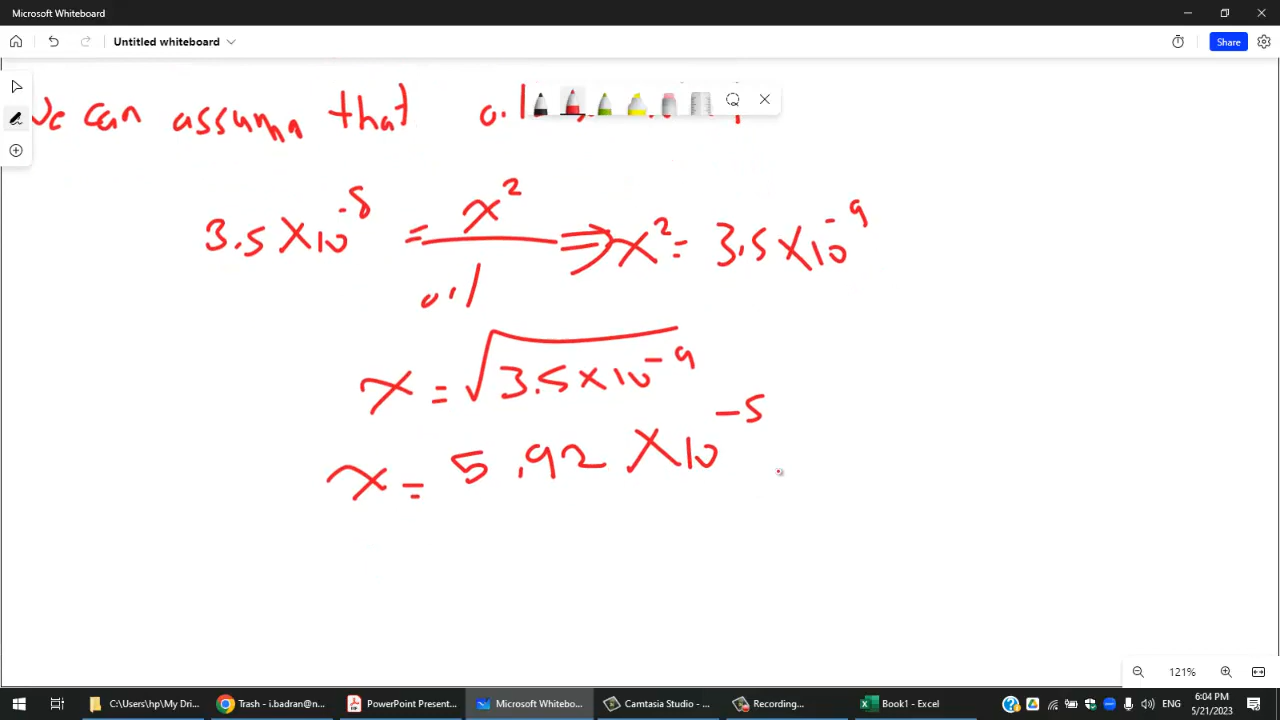 Microsoft Whiteboard
Untitled whiteboard
Share
We can assuma that 0.1
3.5 X 10^-8 = x^2 / 0.1 ⇒ x^2 = 3.5 X 10^-9
x = √3.5 X 10^-9
x = 5.92 X 10^-5
121%
C:\Users\hp\My Dri...
Trash - i.badran@n...
PowerPoint Present...
Microsoft Whitebo...
Camtasia Studio - ...
Recording...
Book1 - Excel
ENG
6:04 PM
5/21/2023